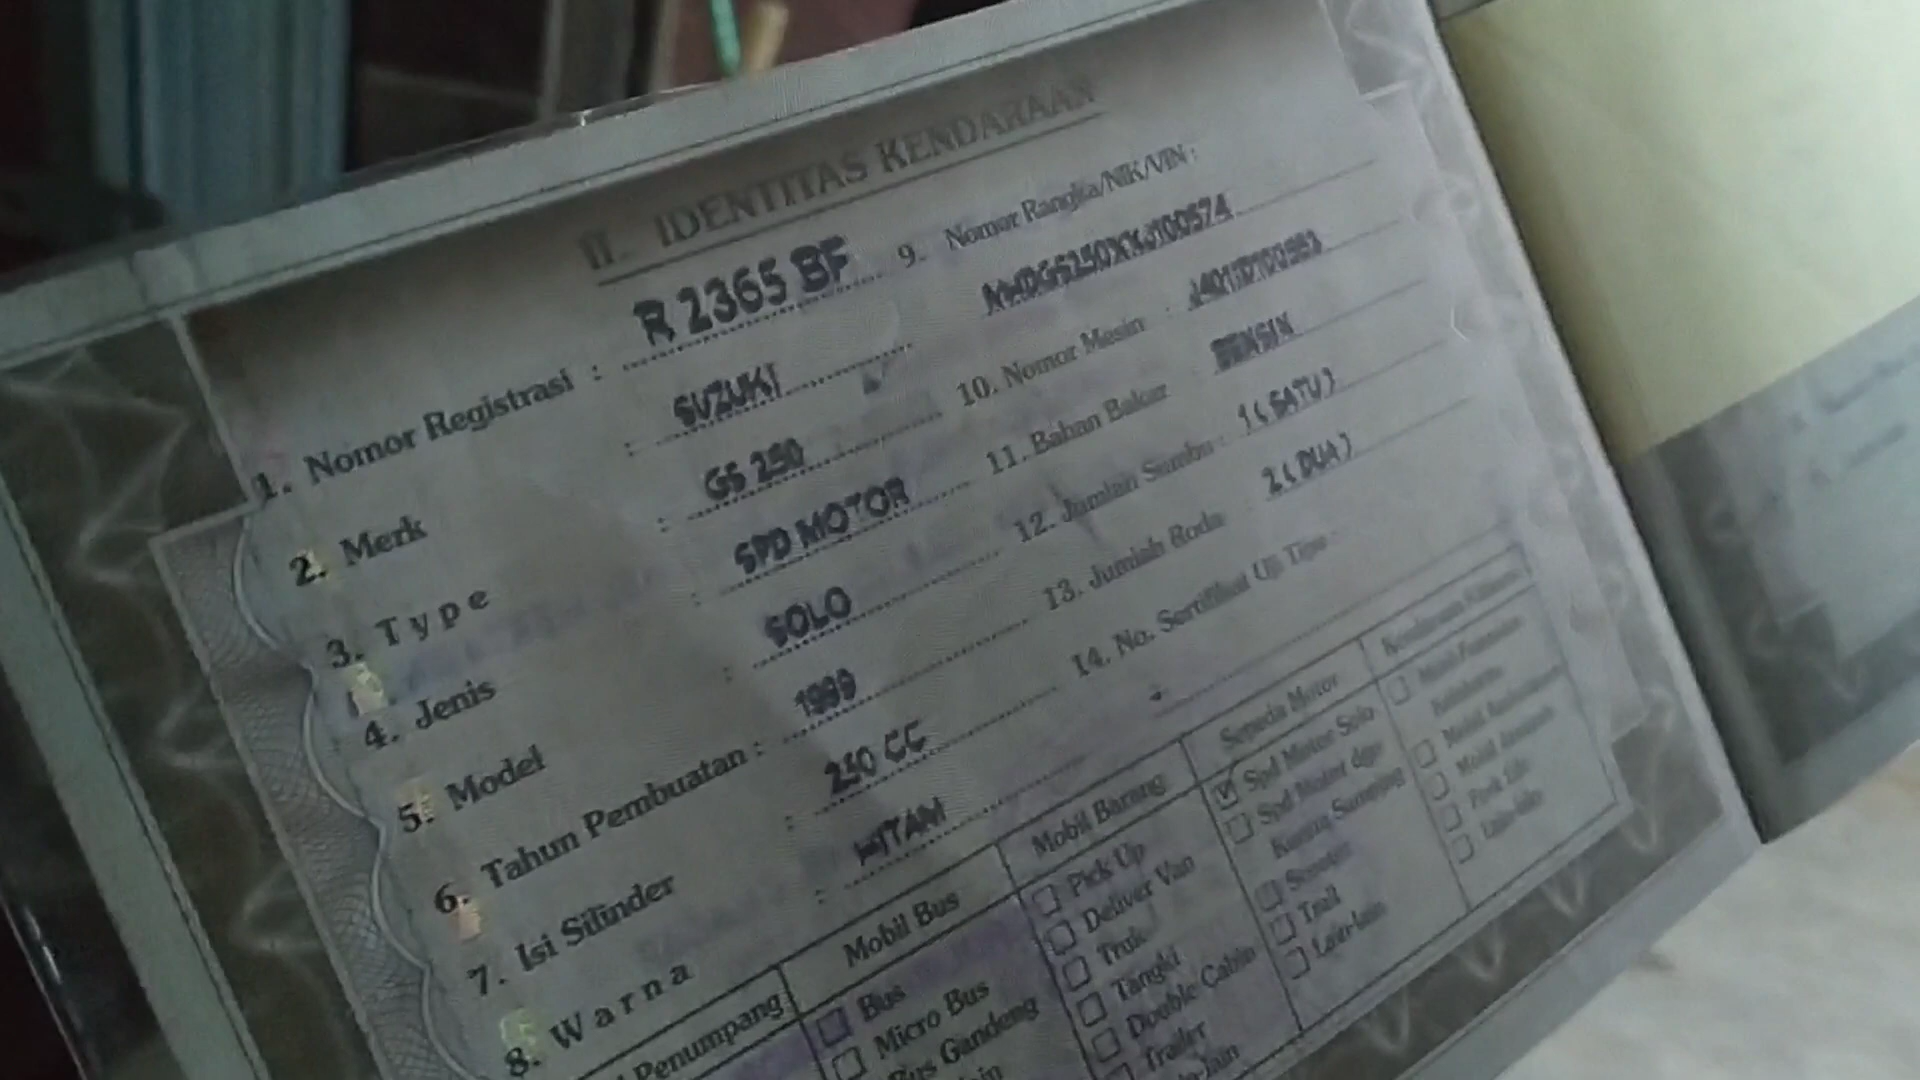 II. IDENTITAS KENDARAAN
1. Nomor Registrasi : R 2365 BF
2. Merk : SUZUKI
3. Type : GS 250
4. Jenis : SPD MOTOR
5. Model : SOLO
6. Tahun Pembuatan : 1989
7. Isi Silinder : 250 CC
8. Warna : HITAM
9. Nomor Rangka/NIK/VIN :
10. Nomor Mesin :
11. Bahan Bakar : BENSIN
12. Jumlah Sumbu : 1 ( SATU )
13. Jumlah Roda : 2 ( DUA )
14. No. Sertifikat Uji Tipe :
Penumpang
Mobil Bus
Bus
Micro Bus
Bus Gandeng
Mobil Barang
Pick Up
Deliver Van
Truk
Tangki
Double Cabin
Trailer
Sepeda Motor
Spd Motor Solo
Spd Motor dgn
Kereta Samping
Scooter
Trail
Lain-lain